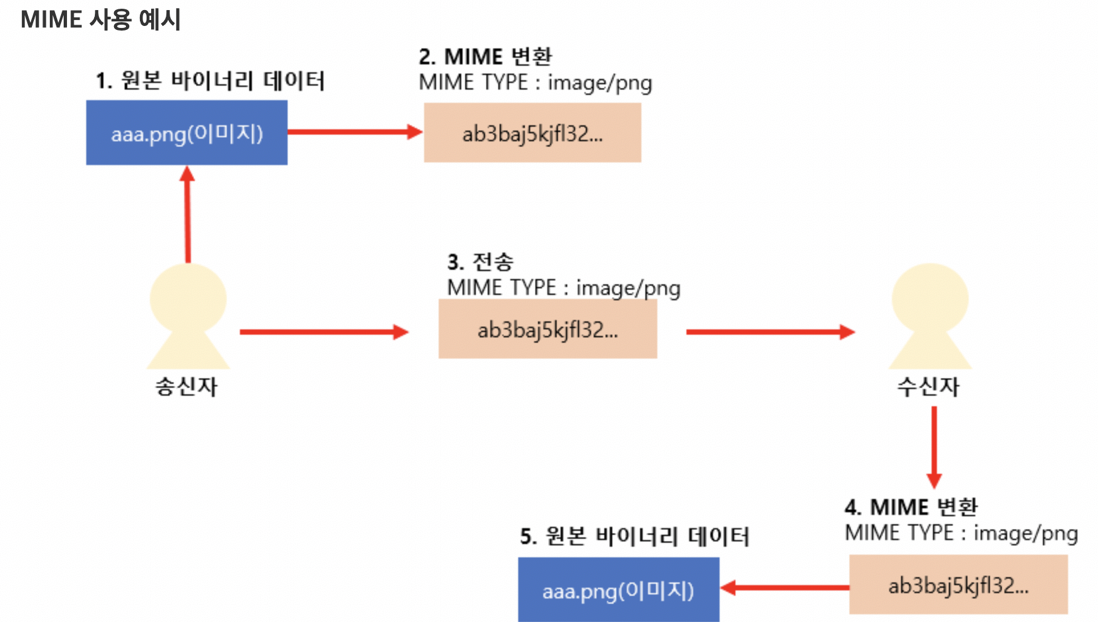 MIME 사용 예시
1. 원본 바이너리 데이터
aaa.png(이미지)
2. MIME 변환
MIME TYPE : image/png
ab3baj5kjfl32...
3. 전송
MIME TYPE : image/png
ab3baj5kjfl32...
송신자
수신자
4. MIME 변환
MIME TYPE : image/png
ab3baj5kjfl32...
5. 원본 바이너리 데이터
aaa.png(이미지)